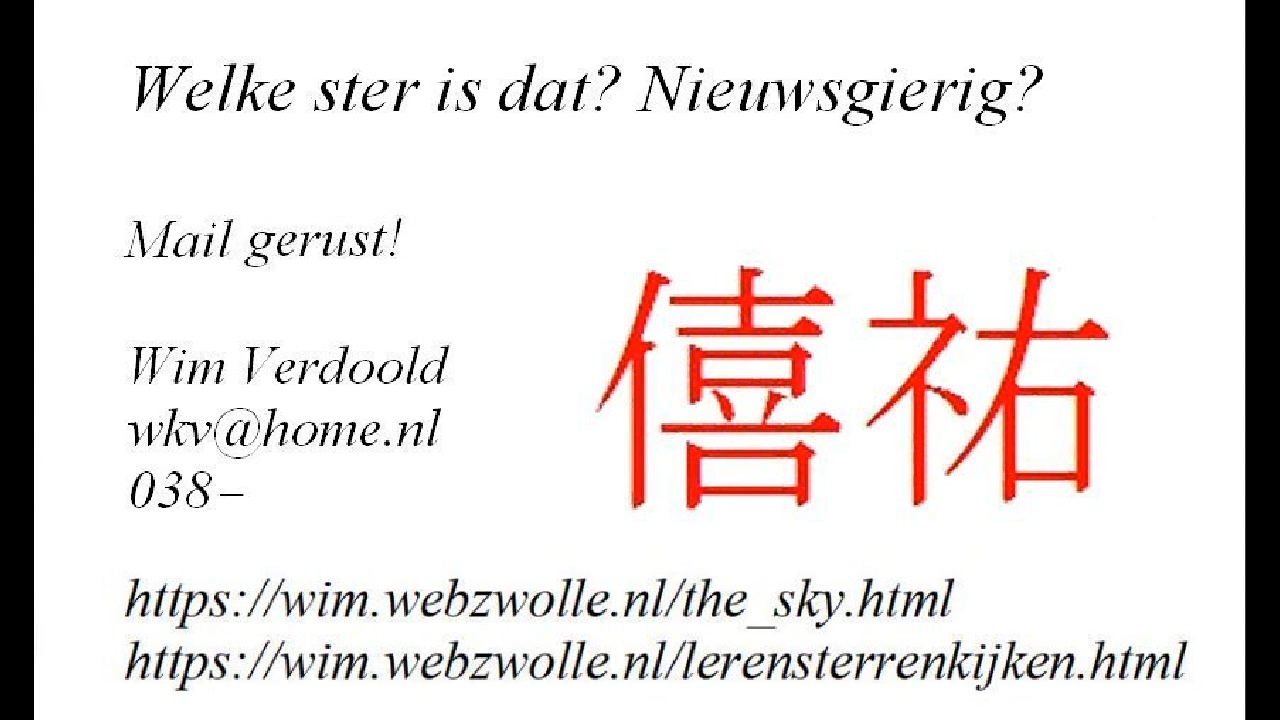 Welke ster is dat? Nieuwsgierig?
Mail gerust!
僖祐
Wim Verdoold
wkv@home.nl
038–
https://wim.webzwolle.nl/the_sky.html
https://wim.webzwolle.nl/lerensterrenkijken.html